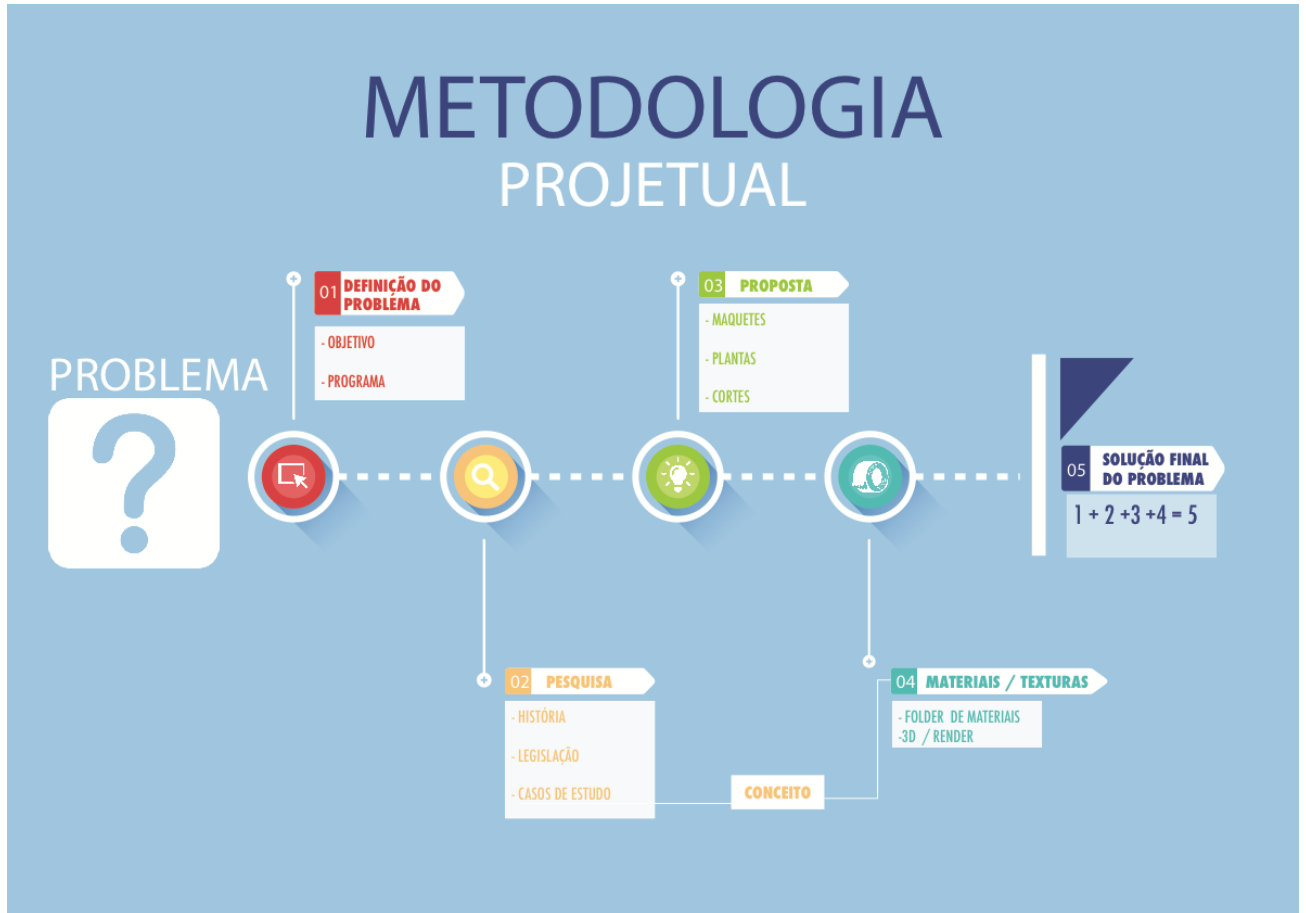 METODOLOGIA
PROJETUAL
PROBLEMA
?
01 DEFINIÇÃO DO
PROBLÉMA
- OBJETIVO
- PROGRAMA
02 PESQUISA
- HISTÓRIA
- LEGISLAÇÃO
- CASOS DE ESTUDO
CONCEITO
03 PROPOSTA
- MAQUETES
- PLANTAS
- CORTES
04 MATERIAIS / TEXTURAS
- FOLDER DE MATERIAIS
-3D / RENDER
05 SOLUÇÃO FINAL
DO PROBLEMA
1 + 2 +3 +4 = 5